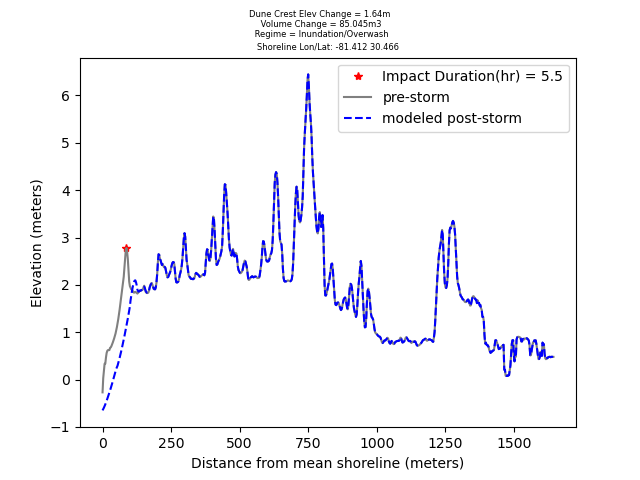 Dune Crest Elev Change = 1.64m
Volume Change = 85.045m3
Regime = Inundation/Overwash
Shoreline Lon/Lat: -81.412 30.466
Impact Duration(hr) = 5.5
pre-storm
modeled post-storm
Elevation (meters)
6
5
4
3
2
1
0
−1
0
250
500
750
1000
1250
1500
Distance from mean shoreline (meters)